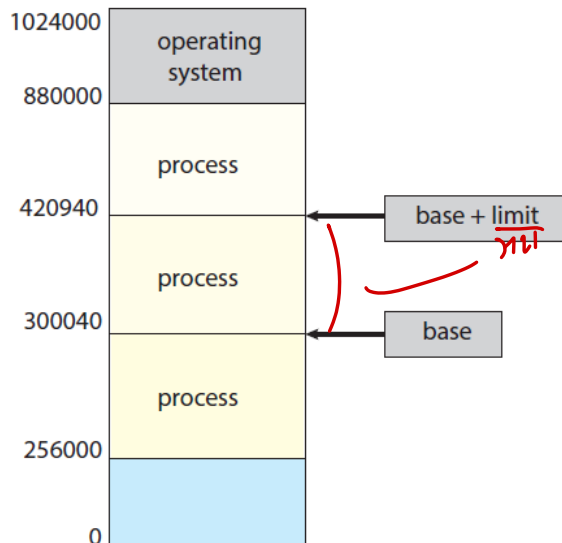 1024000
operating
system
880000
process
420940
base + limit
process
300040
base
process
256000
0